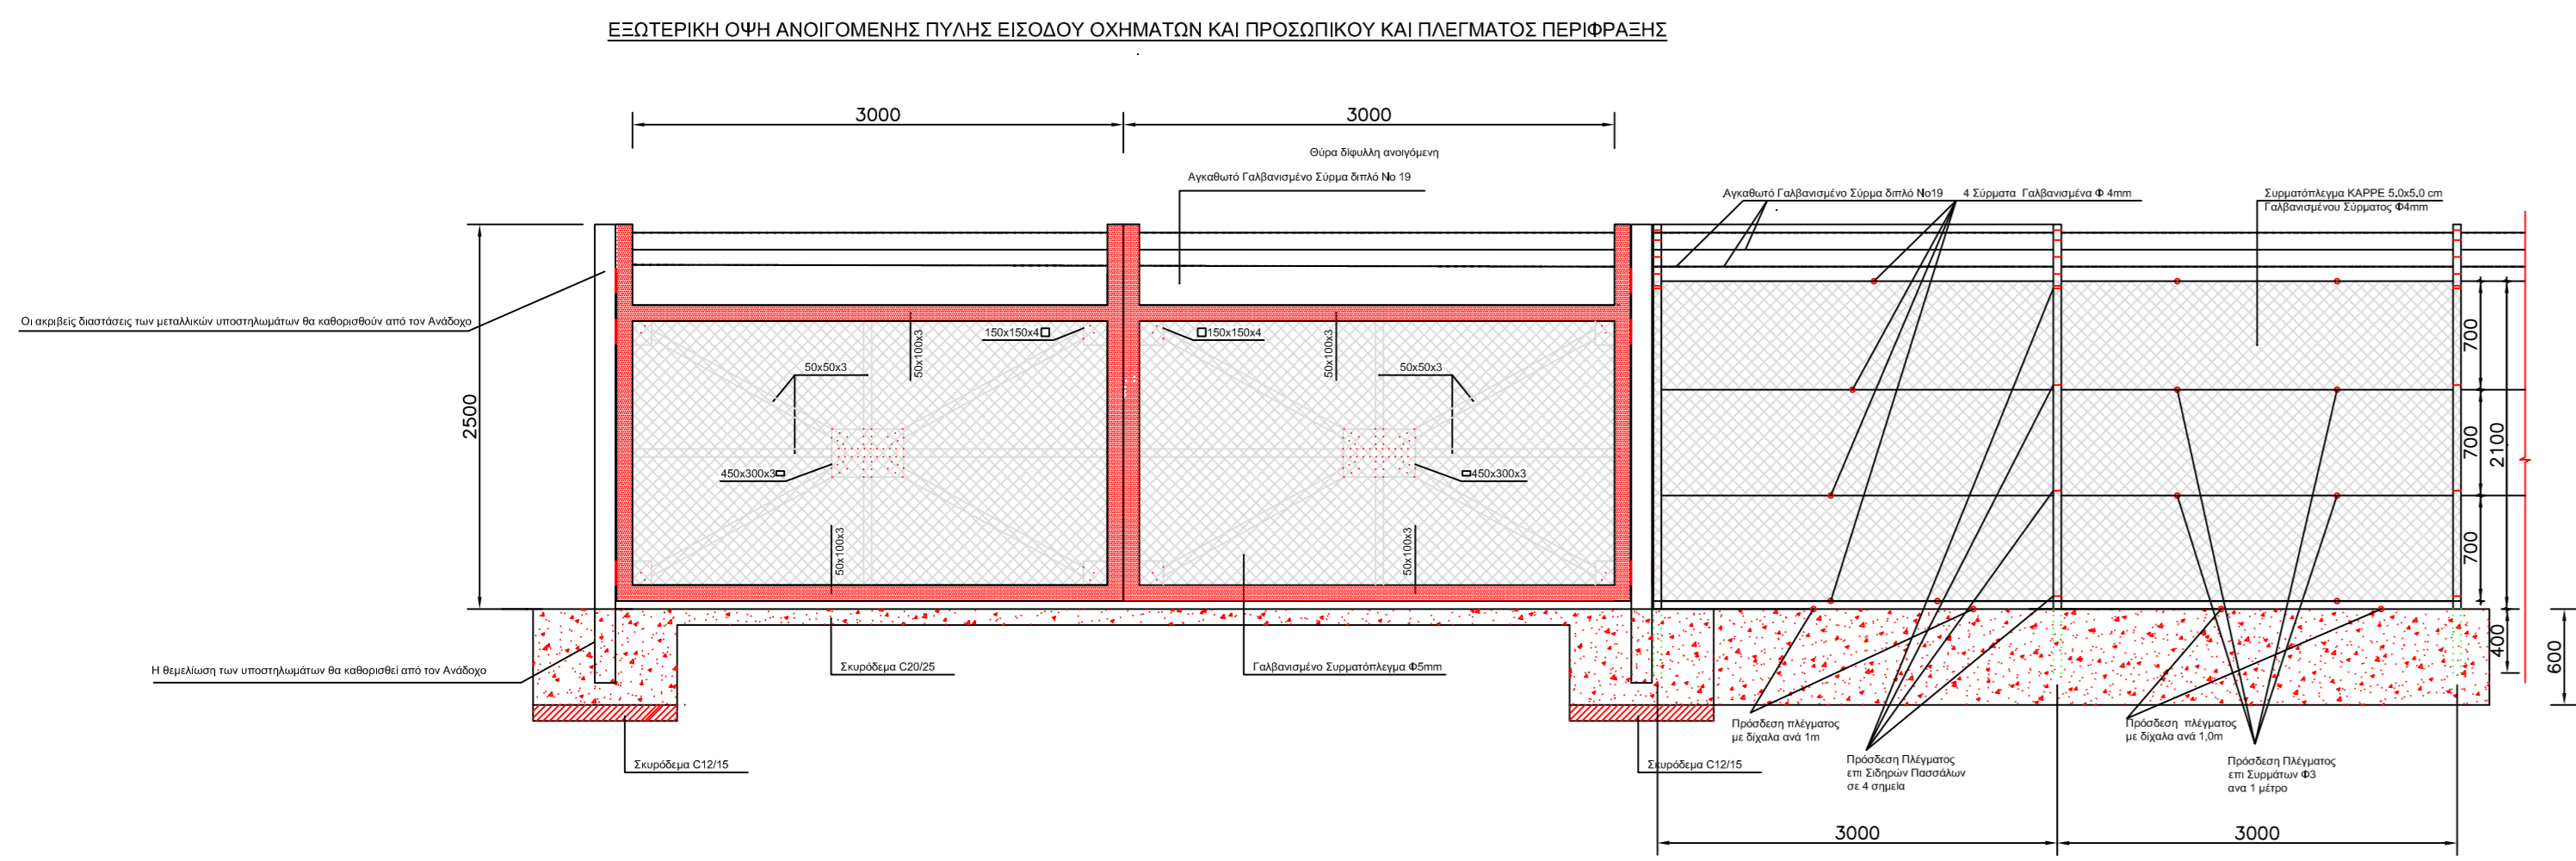 ΕΞΩΤΕΡΙΚΗ ΟΨΗ ΑΝΟΙΓΟΜΕΝΗΣ ΠΥΛΗΣ ΕΙΣΟΔΟΥ ΟΧΗΜΑΤΩΝ ΚΑΙ ΠΡΟΣΩΠΙΚΟΥ ΚΑΙ ΠΛΕΓΜΑΤΟΣ ΠΕΡΙΦΡΑΞΗΣ
3000
3000
Θύρα δίφυλλη ανοιγόμενη
Αγκαθωτό Γαλβανισμένο Σύρμα διπλό Νο 19
Αγκαθωτό Γαλβανισμένο Σύρμα διπλό Νο19
4 Σύρματα Γαλβανισμένα Φ 4mm
Συρματόπλεγμα ΚΑΡΡΕ 5.0x5.0 cm
Γαλβανισμένου Σύρματος Φ4mm
Οι ακριβείς διαστάσεις των μεταλλικών υποστηλωμάτων θα καθορισθούν από τον Ανάδοχο
150x150x4
150x150x4
50x100x3
50x100x3
50x50x3
50x50x3
2500
450x300x3
450x300x3
50x100x3
50x100x3
700
700
2100
700
400
600
Η θεμελίωση των υποστηλωμάτων θα καθορισθεί από τον Ανάδοχο
Σκυρόδεμα C20/25
Γαλβανισμένο Συρματόπλεγμα Φ5mm
Πρόσδεση πλέγματος
με δίχαλα ανά 1m
Πρόσδεση πλέγματος
με δίχαλα ανά 1,0m
Σκυρόδεμα C12/15
Σκυρόδεμα C12/15
Πρόσδεση Πλέγματος
επι Σιδηρών Πασσάλων
σε 4 σημεία
Πρόσδεση Πλέγματος
επι Συρμάτων Φ3
ανα 1 μέτρο
3000
3000